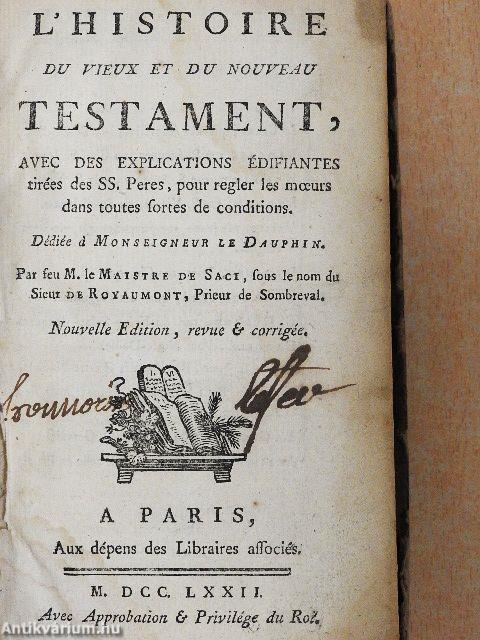 L'HISTOIRE
DU VIEUX ET DU NOUVEAU
TESTAMENT,
AVEC DES EXPLICATIONS ÉDIFIANTES
tirées des SS. Peres, pour regler les mœurs
dans toutes sortes de conditions.
Dédiée à MONSEIGNEUR LE DAUPHIN.
Par feu M. le MAISTRE DE SACI, sous le nom du
Sieur DE ROYAUMONT, Prieur de Sombreval.
Nouvelle Edition, revue & corrigée.
A PARIS,
Aux dépens des Libraires associés.
M. DCC. LXXII.
Avec Approbation & Privilége du Roi.
Antikvarium.hu